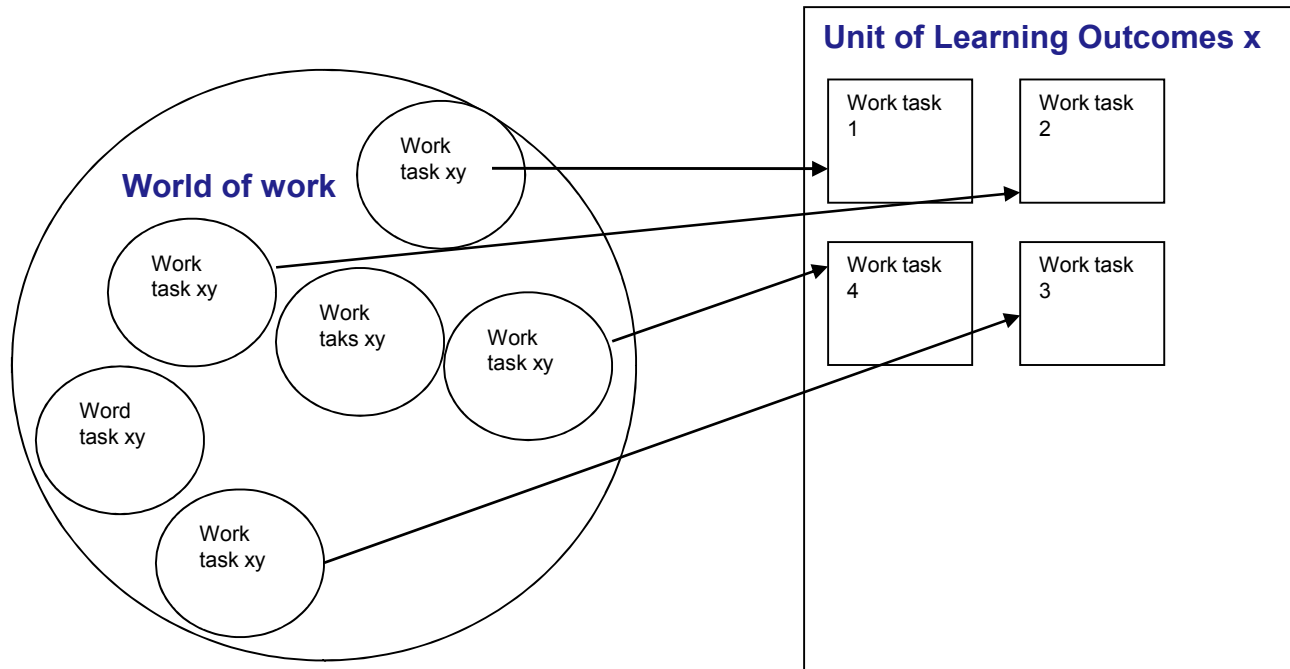 Unit of Learning Outcomes x
Work task
1
Work task
2
Work
task xy
World of work
Work
task xy
Work task
4
Work task
3
Work
taks xy
Work
task xy
Word
task xy
Work
task xy